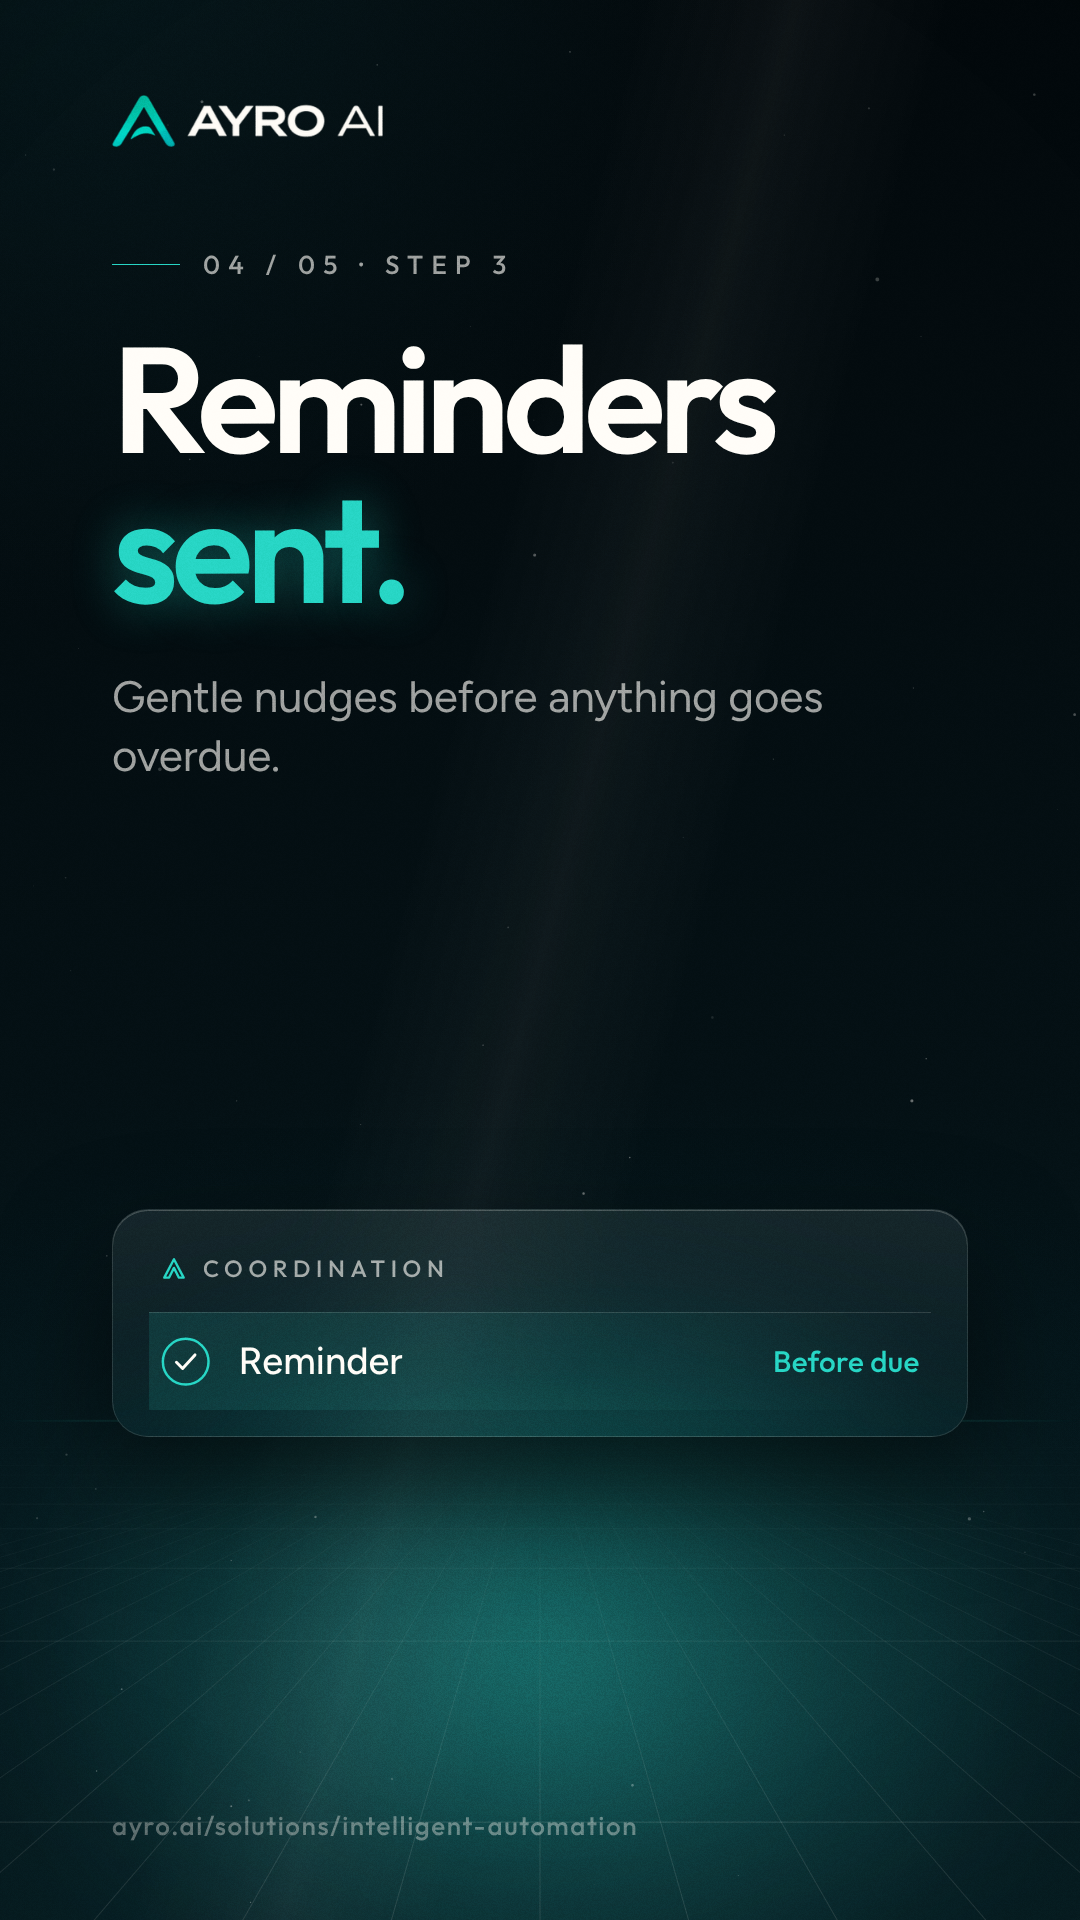 AYRO AI
04 / 05 · STEP 3
Reminders
sent.
Gentle nudges before anything goes
overdue.
COORDINATION
Reminder
Before due
ayro.ai/solutions/intelligent-automation